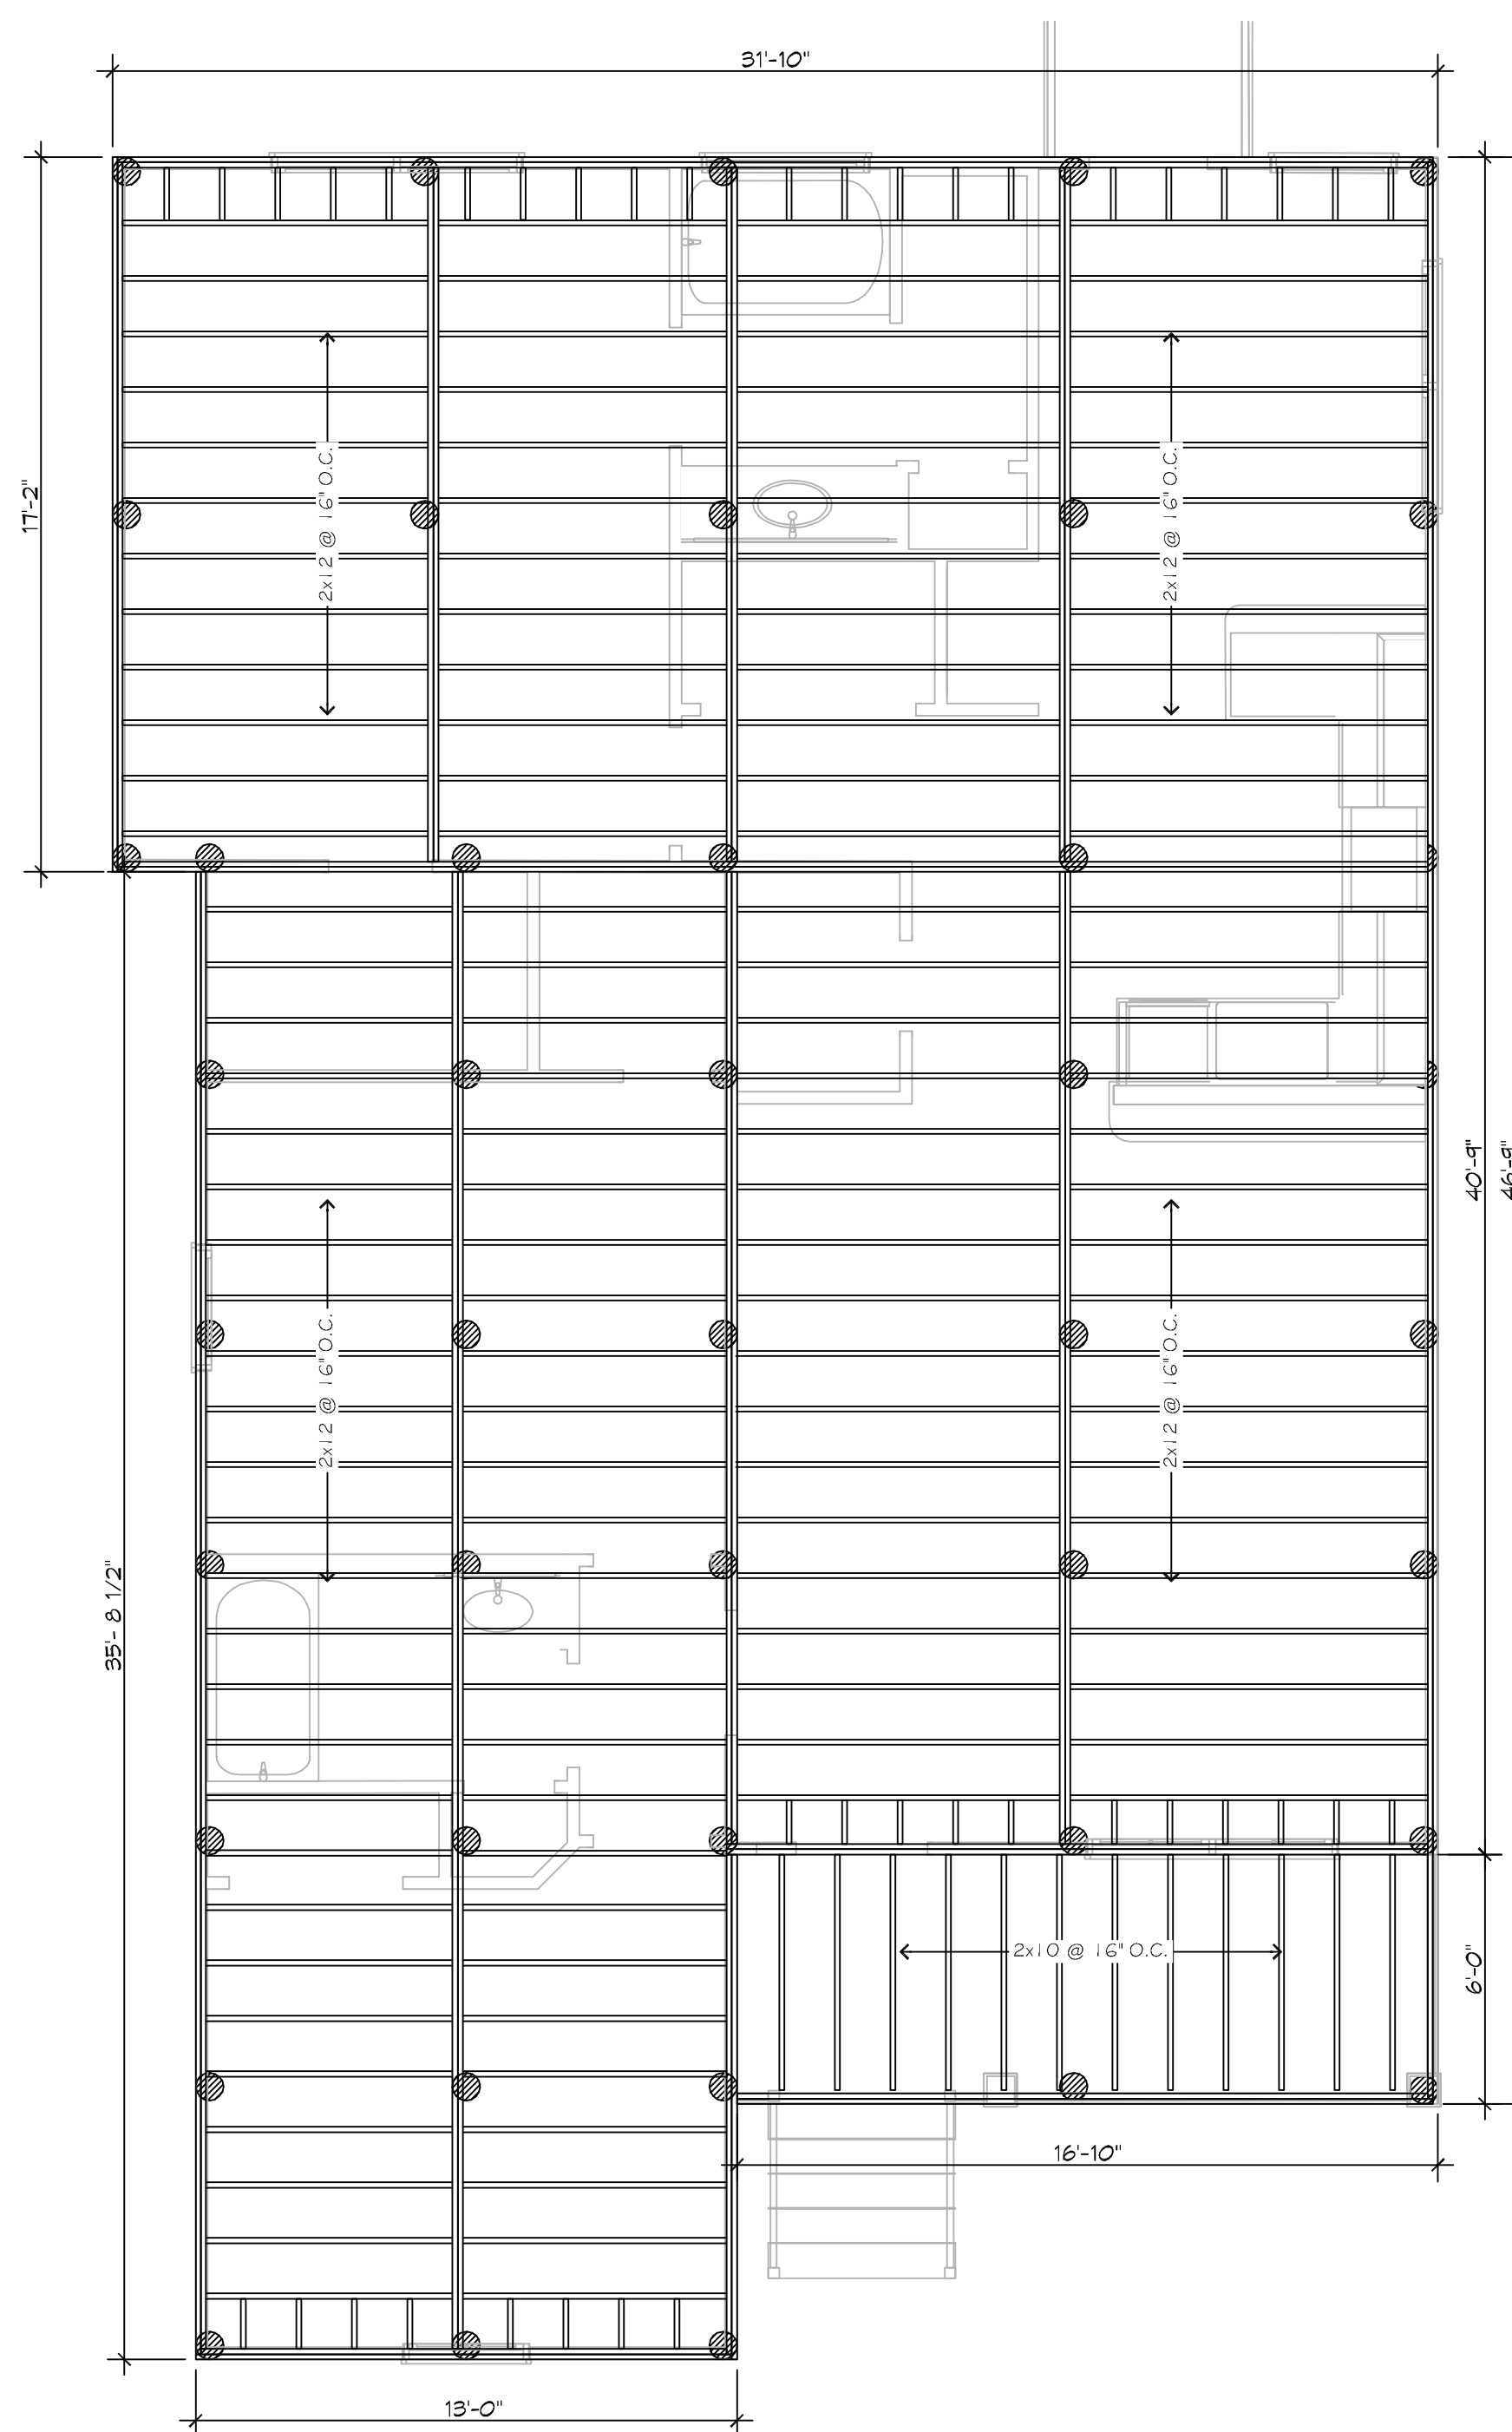 31'-10"
17'-2"
2x12 @ 16" O.C.
2x12 @ 16" O.C.
40'-9"
46'-9"
2x12 @ 16" O.C.
2x12 @ 16" O.C.
35'- 8 1/2"
2x10 @ 16" O.C.
6'-0"
16'-10"
13'-0"